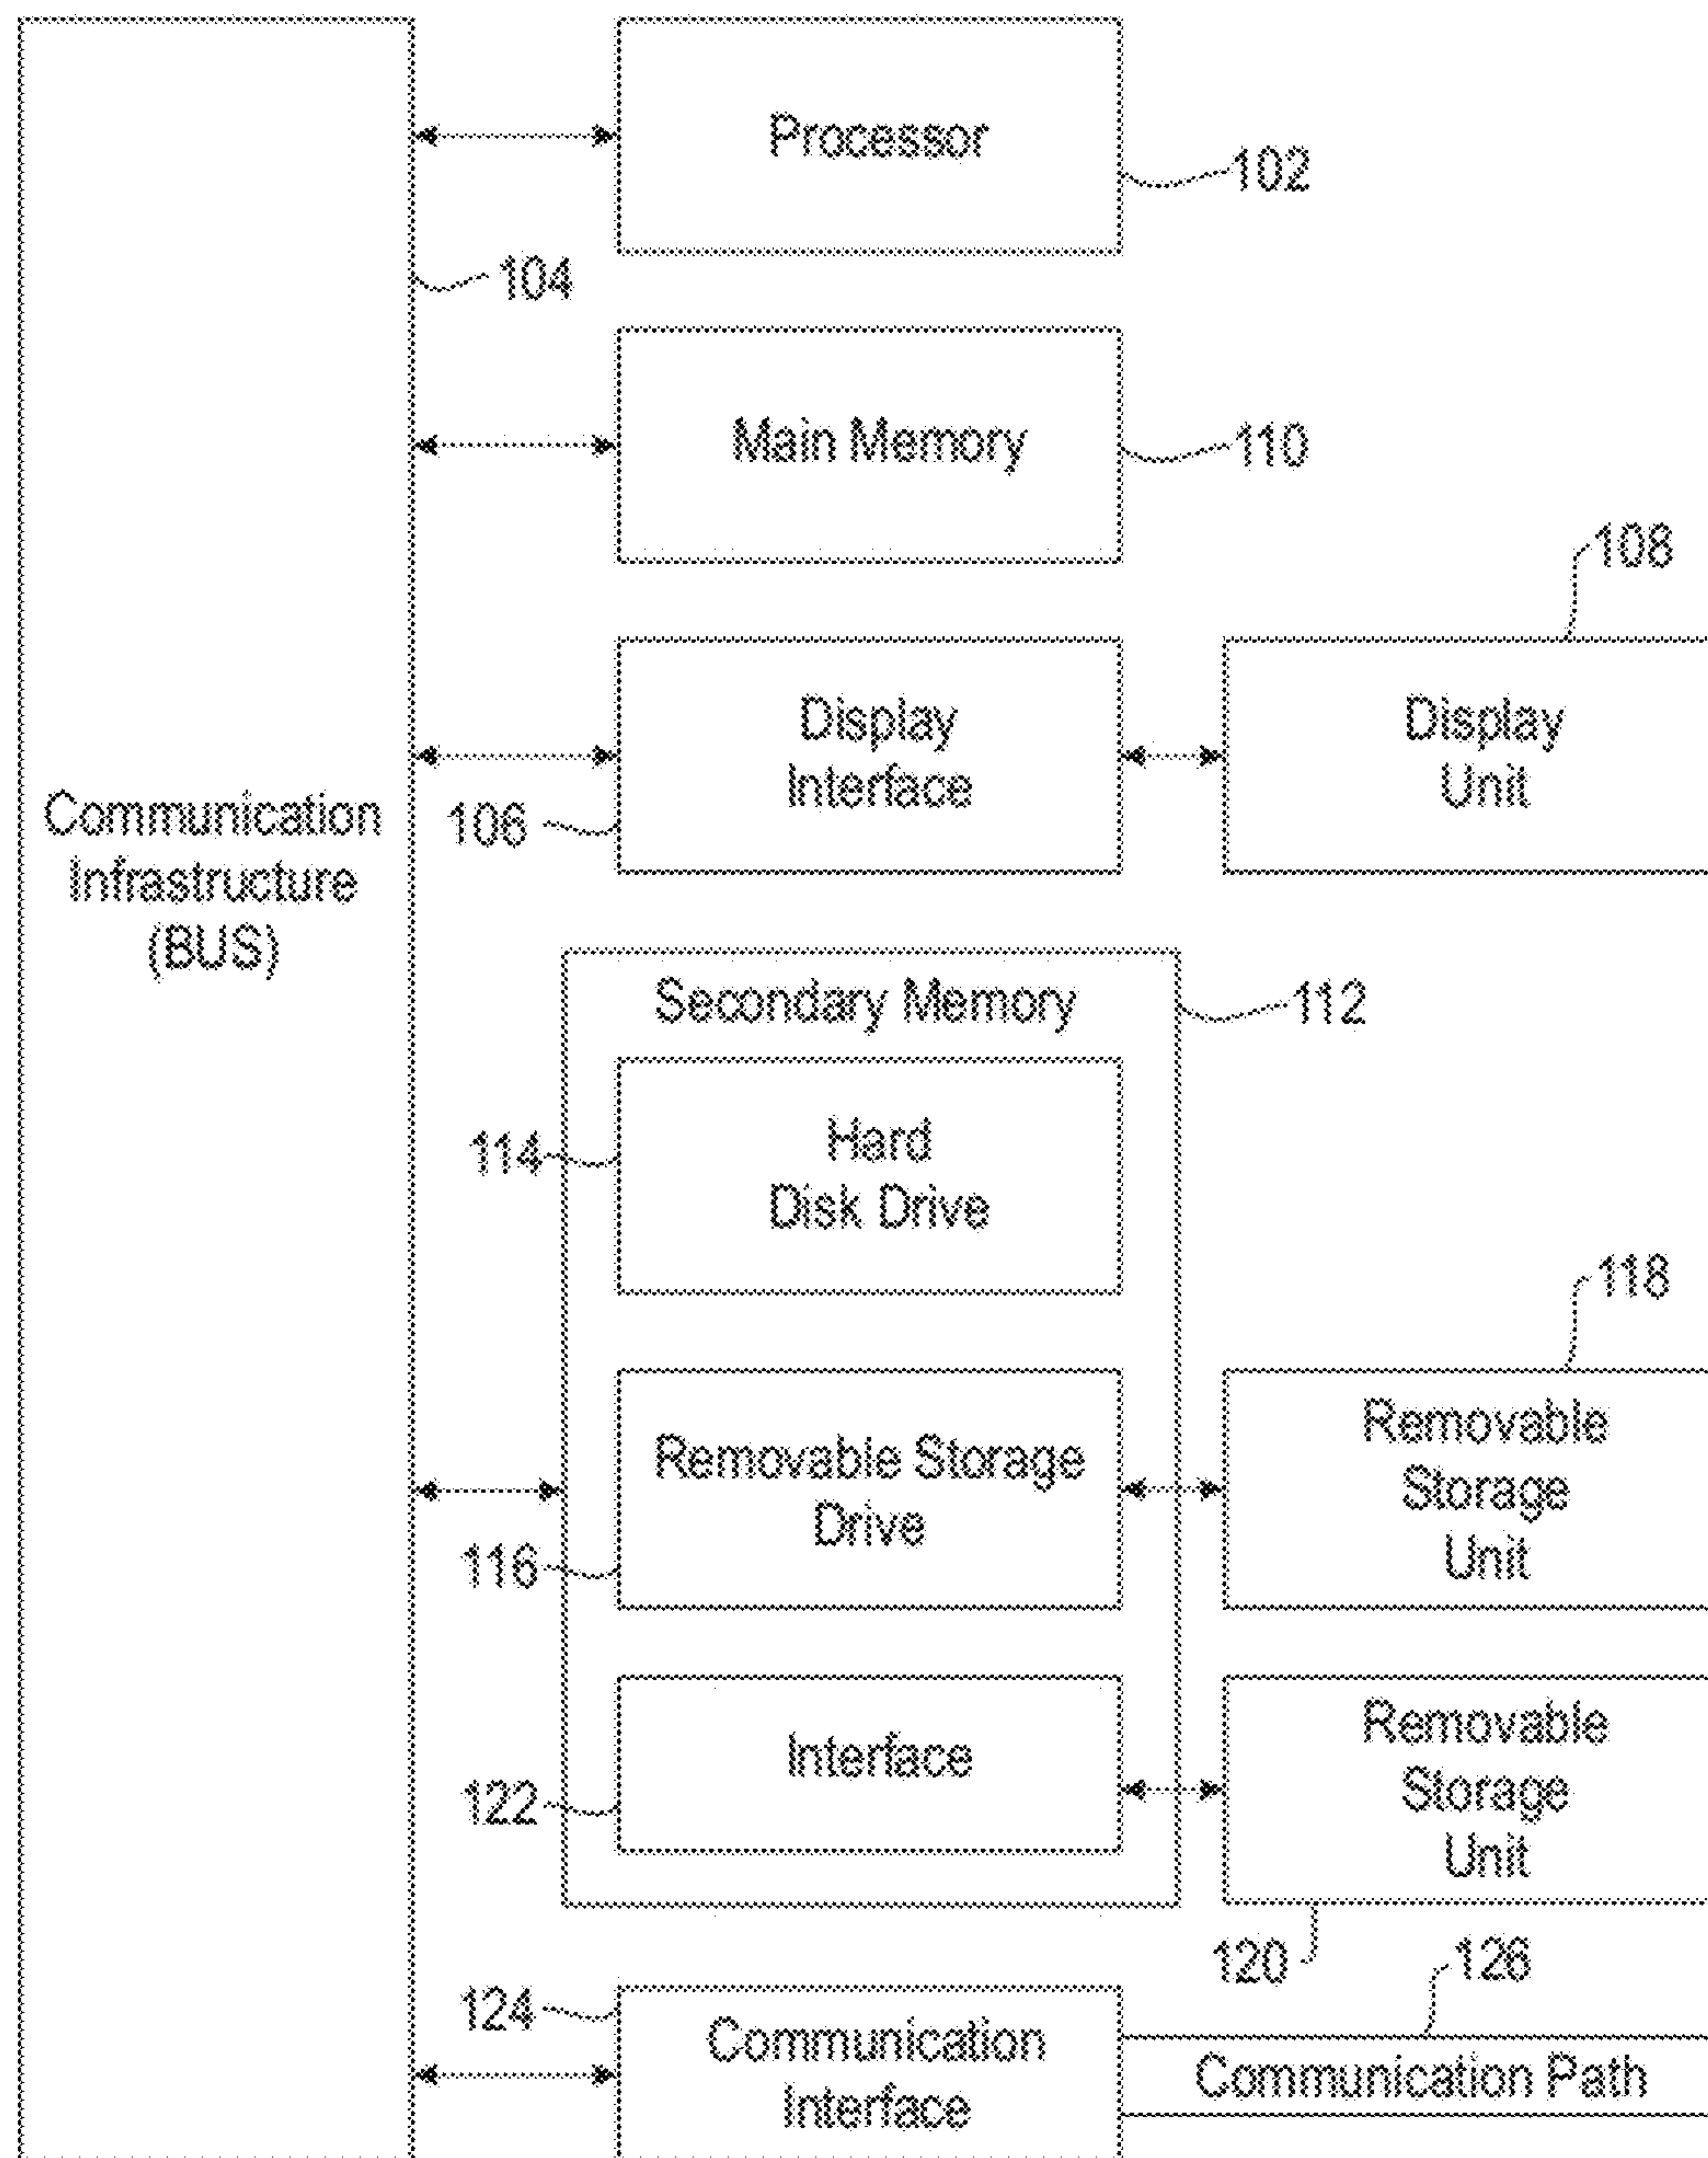 Processor
102
104
Main Memory
110
108
Display
Interface
Display
Unit
106
Communication
Infrastructure
(BUS)
Secondary Memory
112
Hard
Disk Drive
114
118
Removable Storage
Drive
116
Removable
Storage
Unit
Interface
122
Removable
Storage
Unit
120
126
124
Communication
Interface
Communication Path